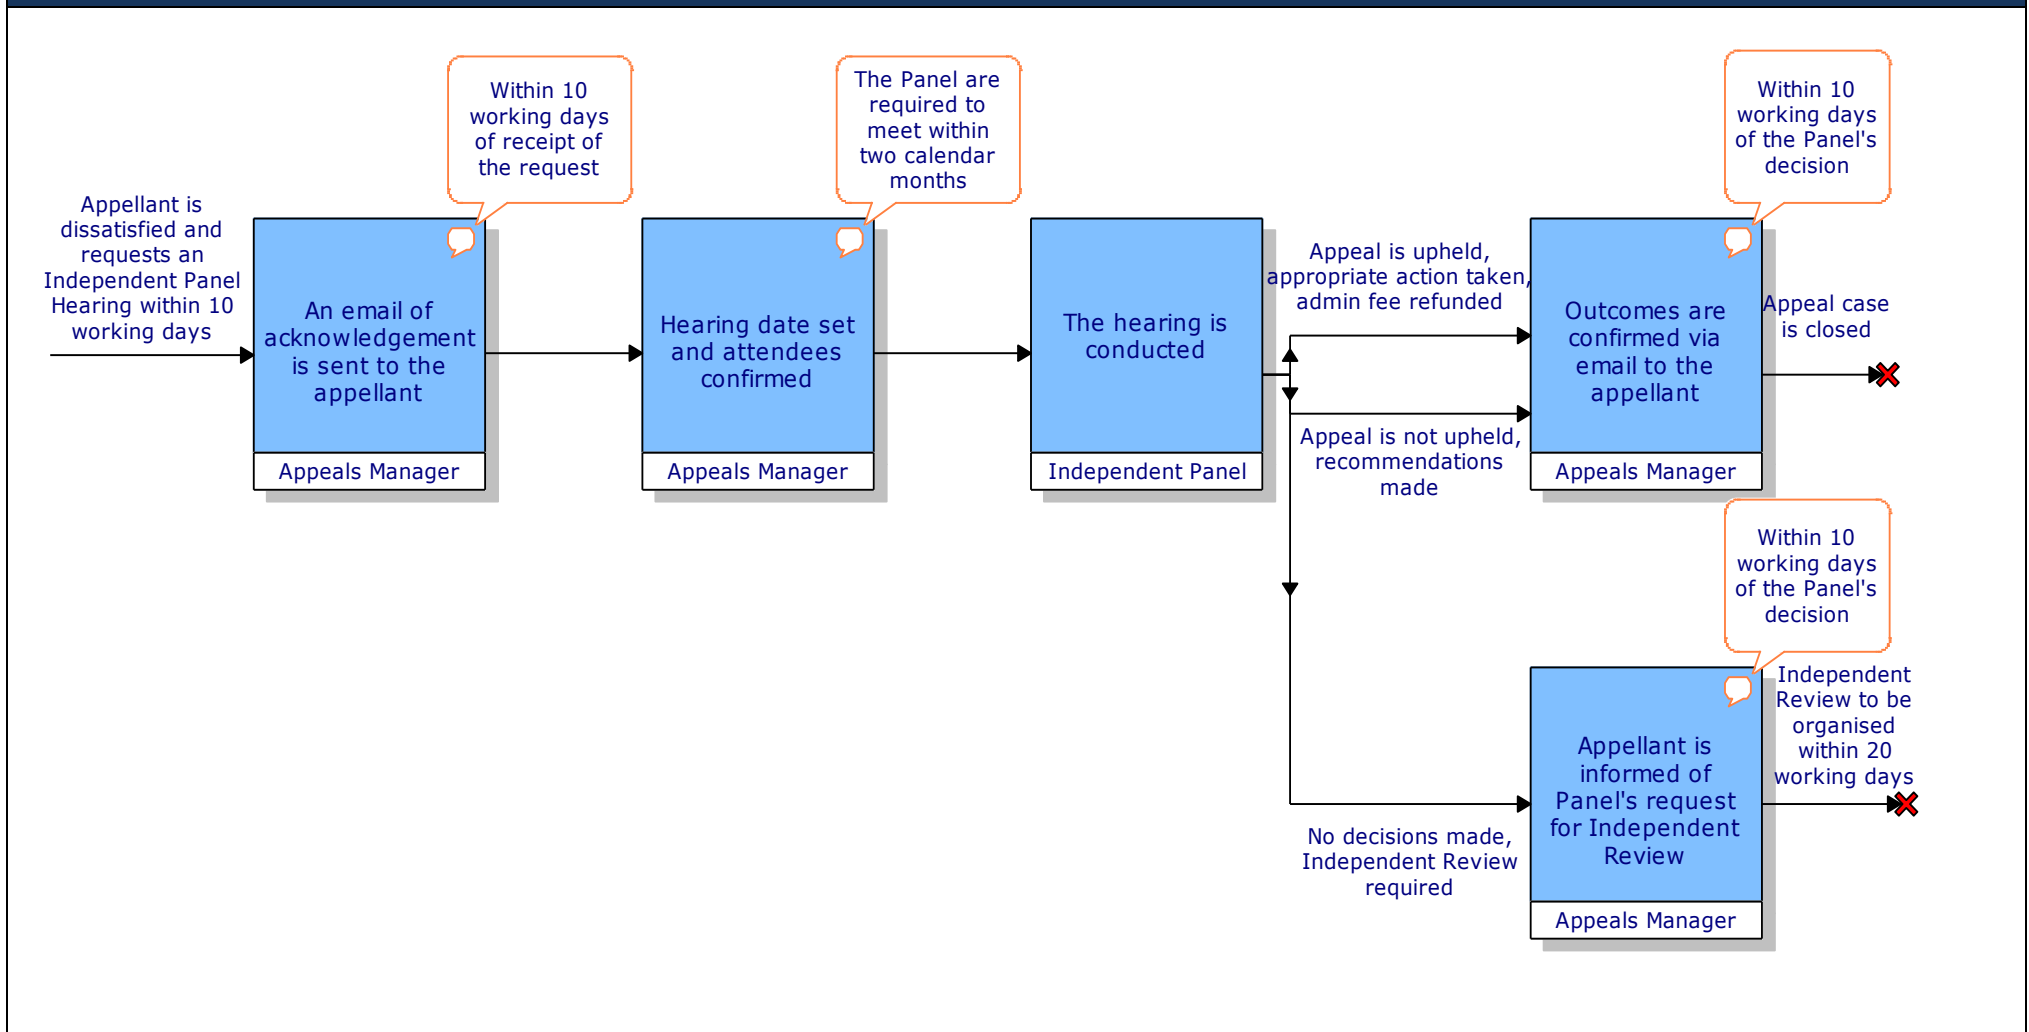 Appellant is
dissatisfied and
requests an
Independent Panel
Hearing within 10
working days
Within 10
working days
of receipt of
the request
An email of
acknowledgement
is sent to the
appellant
Appeals Manager
The Panel are
required to
meet within
two calendar
months
Hearing date set
and attendees
confirmed
Appeals Manager
The hearing is
conducted
Independent Panel
Appeal is upheld,
appropriate action taken,
admin fee refunded
Appeal is not upheld,
recommendations
made
Within 10
working days
of the Panel's
decision
Outcomes are
confirmed via
email to the
appellant
Appeals Manager
Appeal case
is closed
No decisions made,
Independent Review
required
Within 10
working days
of the Panel's
decision
Appellant is
informed of
Panel's request
for Independent
Review
Appeals Manager
Independent
Review to be
organised
within 20
working days